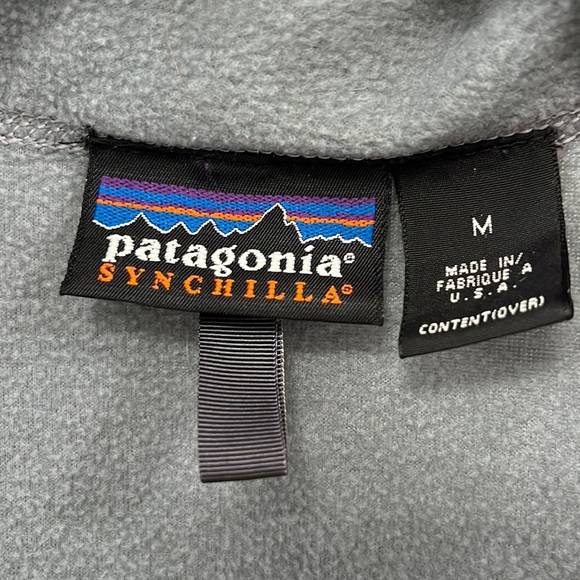 patagonia®
SYNCHILLA®
M
MADE IN/
FABRIQUE A
U.S.A.
CONTENT(OVER)